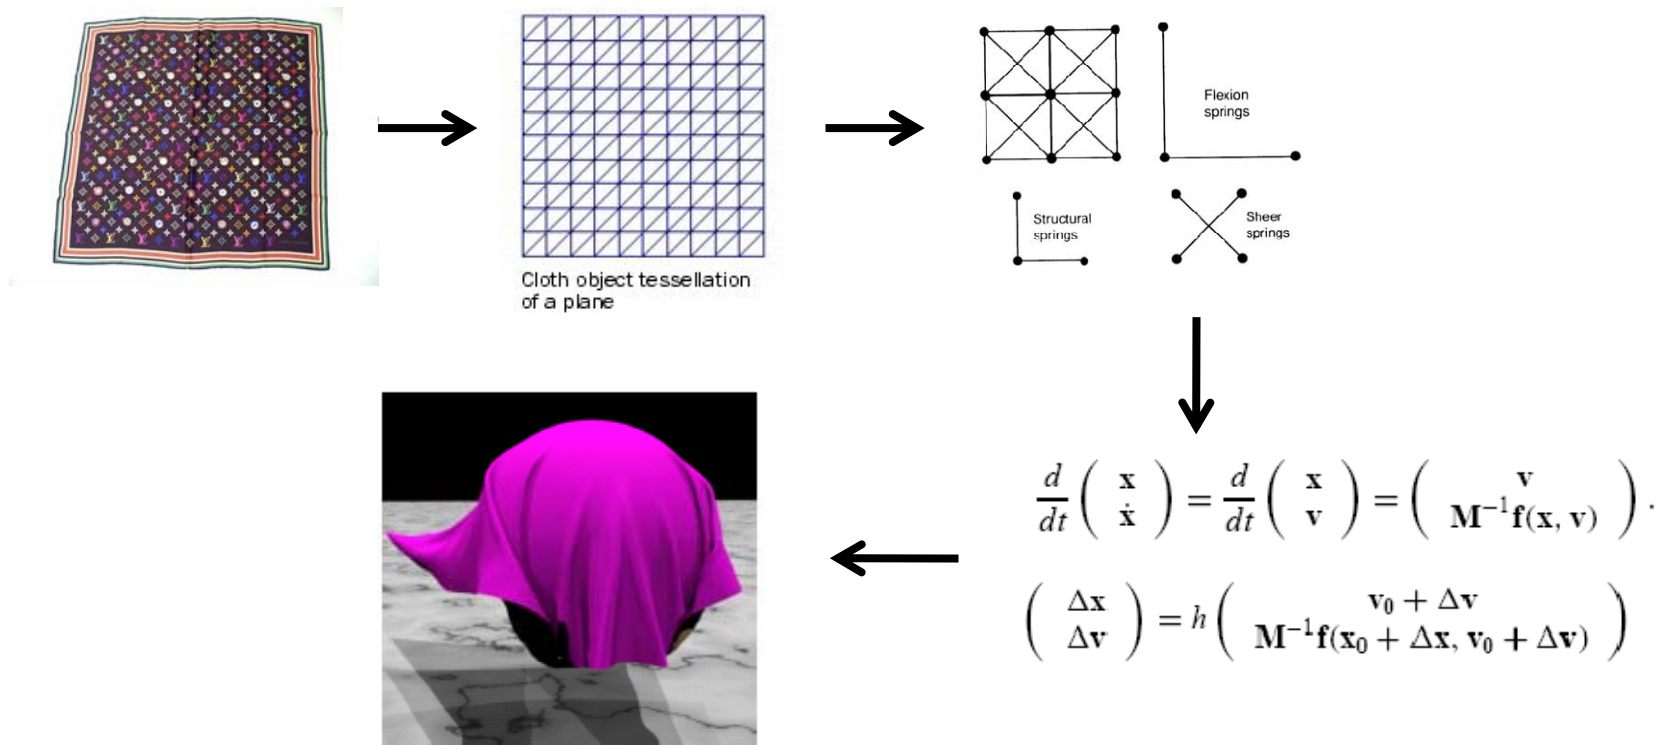 Cloth object tessellation
of a plane
Flexion
springs
Structural
springs
Sheer
springs
d/dt ( x ẋ ) = d/dt ( x v ) = ( v M⁻¹f(x, v) ) .
( Δx Δv ) = h ( v₀ + Δv M⁻¹f(x₀ + Δx, v₀ + Δv) )